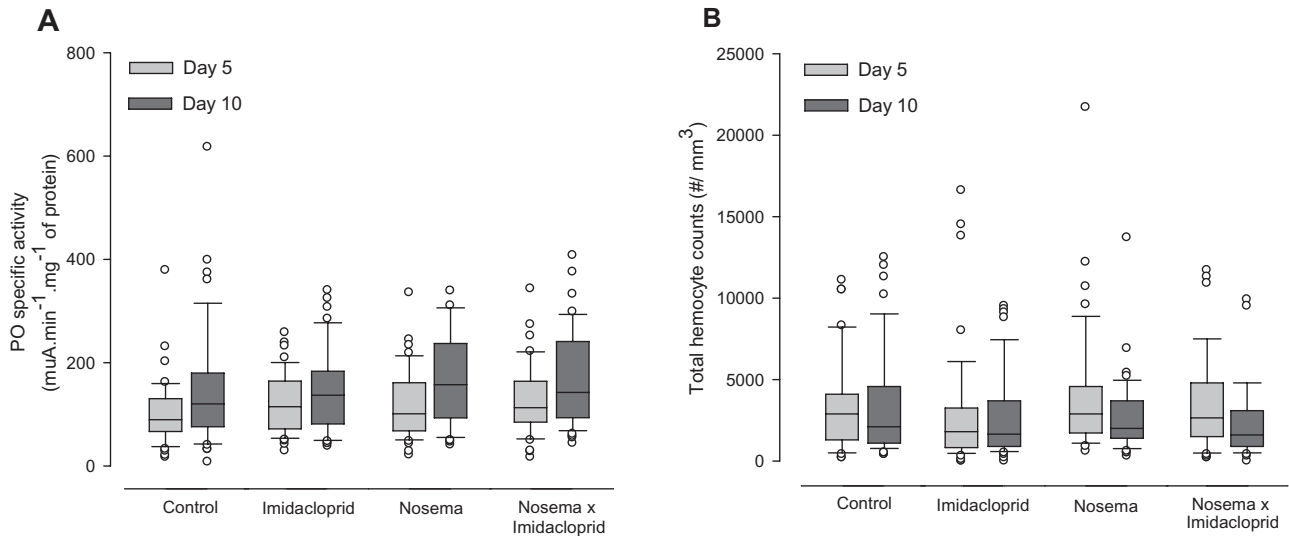 A
800
600
400
200
0
PO specific activity
(muA.min⁻¹.mg⁻¹ of protein)
Day 5
Day 10
Control
Imidacloprid
Nosema
Nosema x
Imidacloprid
B
25000
20000
15000
10000
5000
0
Total hemocyte counts (#/ mm³)
Day 5
Day 10
Control
Imidacloprid
Nosema
Nosema x
Imidacloprid